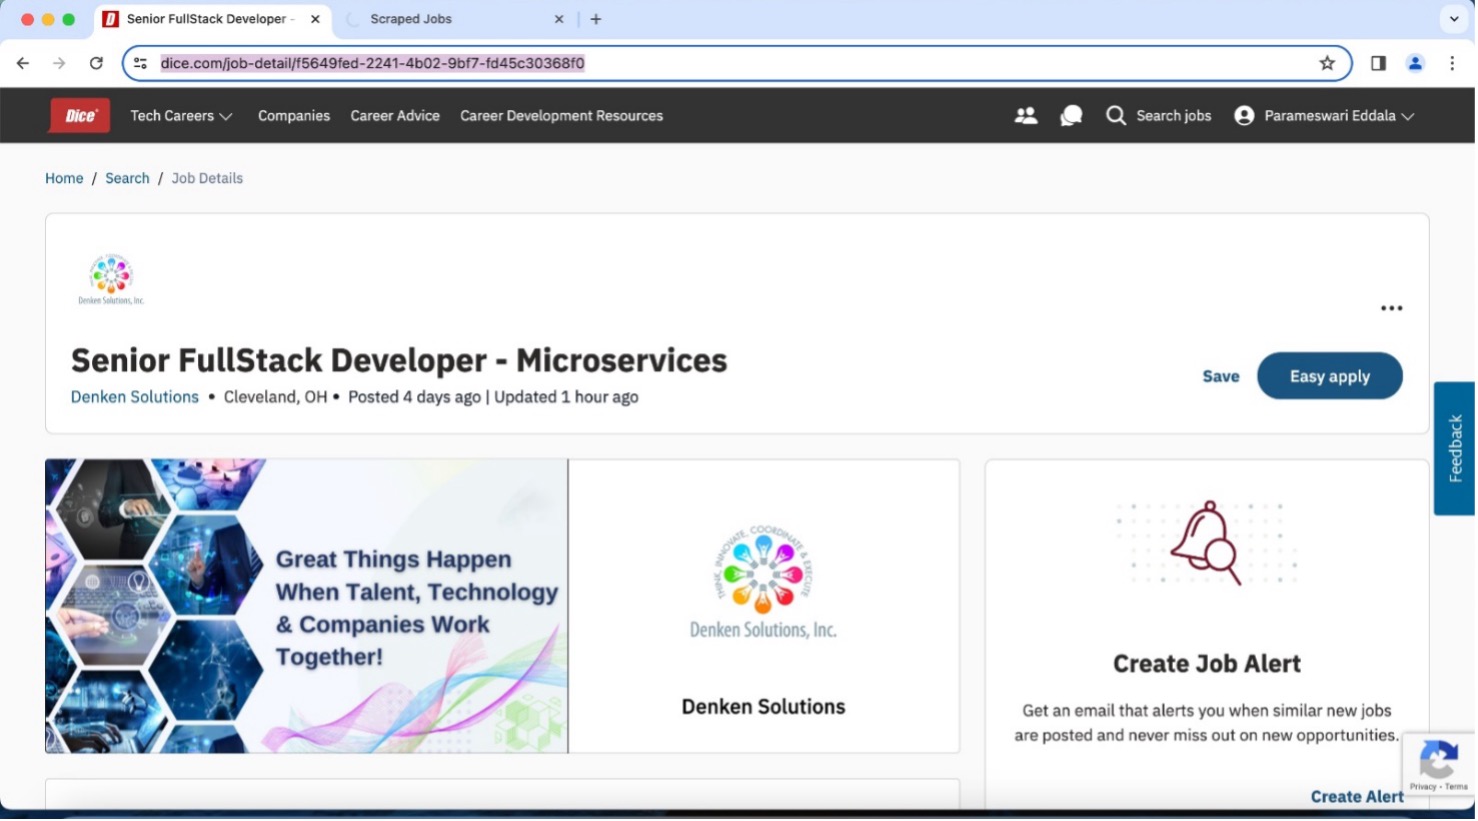 Senior FullStack Developer -
Scraped Jobs
dice.com/job-detail/f5649fed-2241-4b02-9bf7-fd45c30368f0
Dice
Tech Careers
Companies
Career Advice
Career Development Resources
Search jobs
Parameswari Eddala
Home / Search / Job Details
Denken Solutions, Inc.
Senior FullStack Developer - Microservices
Denken Solutions • Cleveland, OH • Posted 4 days ago | Updated 1 hour ago
Save
Easy apply
Feedback
Great Things Happen
When Talent, Technology
& Companies Work
Together!
THINK, INNOVATE, COORDINATE & EXECUTE
Denken Solutions, Inc.
Denken Solutions
Create Job Alert
Get an email that alerts you when similar new jobs
are posted and never miss out on new opportunities.
Create Alert
Privacy - Terms